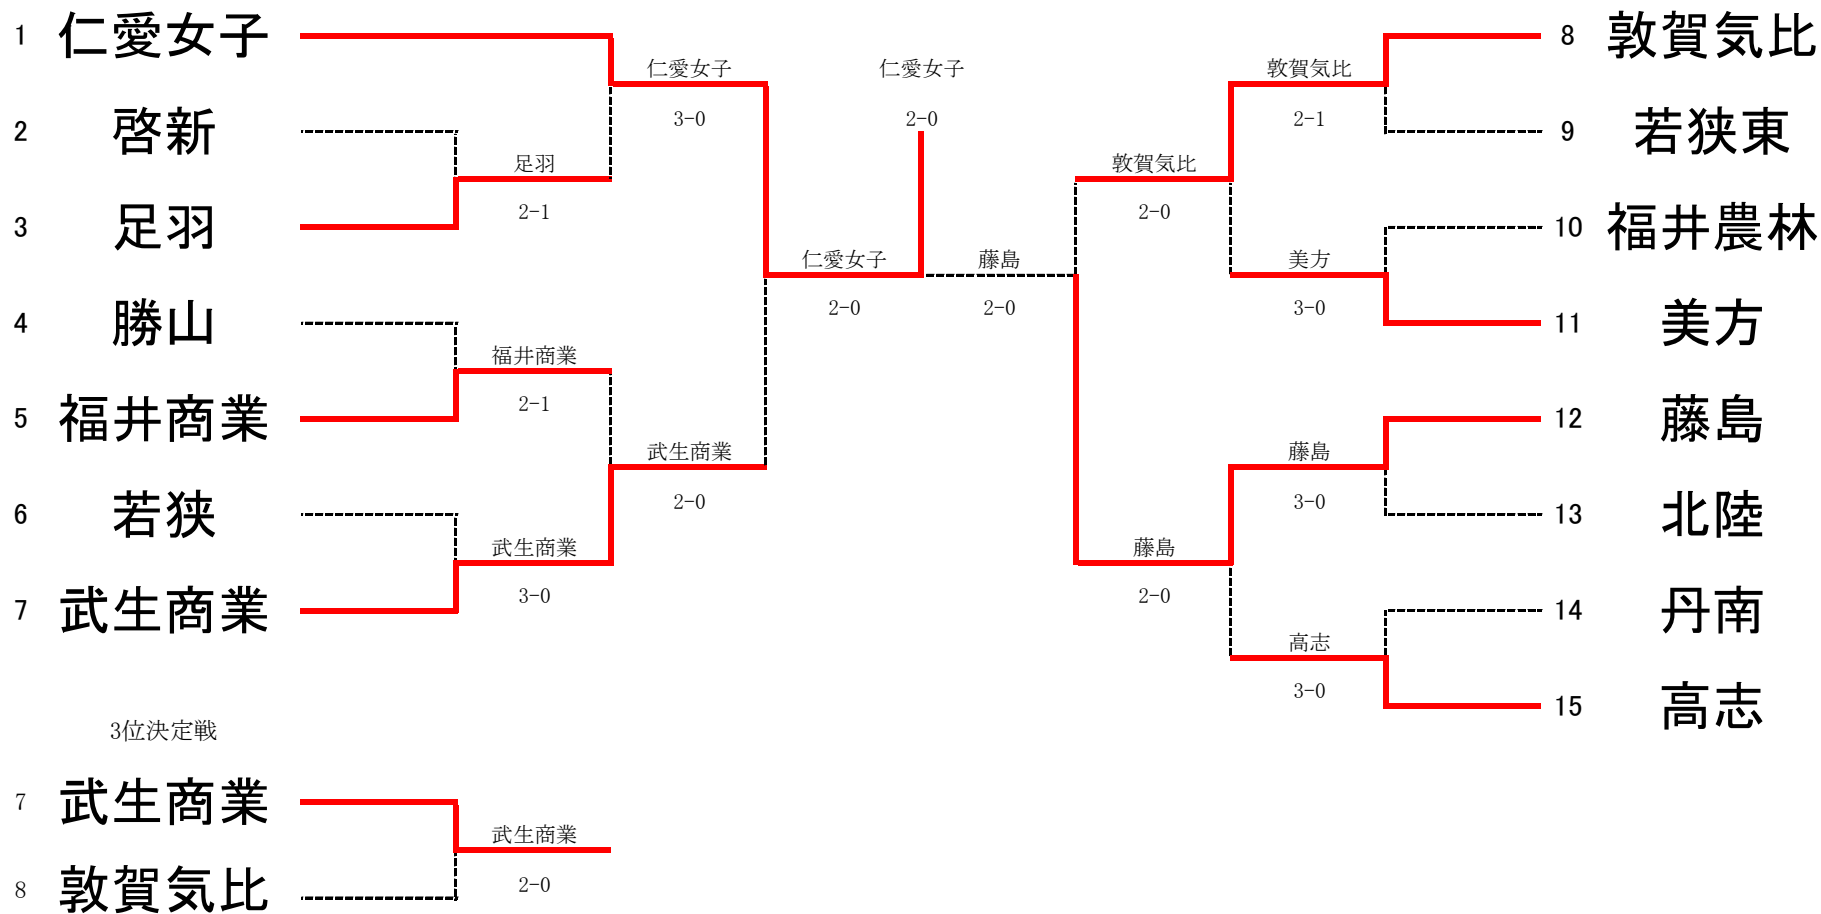 1 仁愛女子
2 啓新
3 足羽
4 勝山
5 福井商業
6 若狭
7 武生商業
足羽
2-1
福井商業
2-1
武生商業
3-0
仁愛女子
3-0
武生商業
2-0
仁愛女子
2-0
仁愛女子
2-0
藤島
2-0
敦賀気比
2-0
藤島
2-0
敦賀気比
2-1
美方
3-0
藤島
3-0
高志
3-0
8 敦賀気比
9 若狭東
10 福井農林
11 美方
12 藤島
13 北陸
14 丹南
15 高志
3位決定戦
7 武生商業
8 敦賀気比
武生商業
2-0